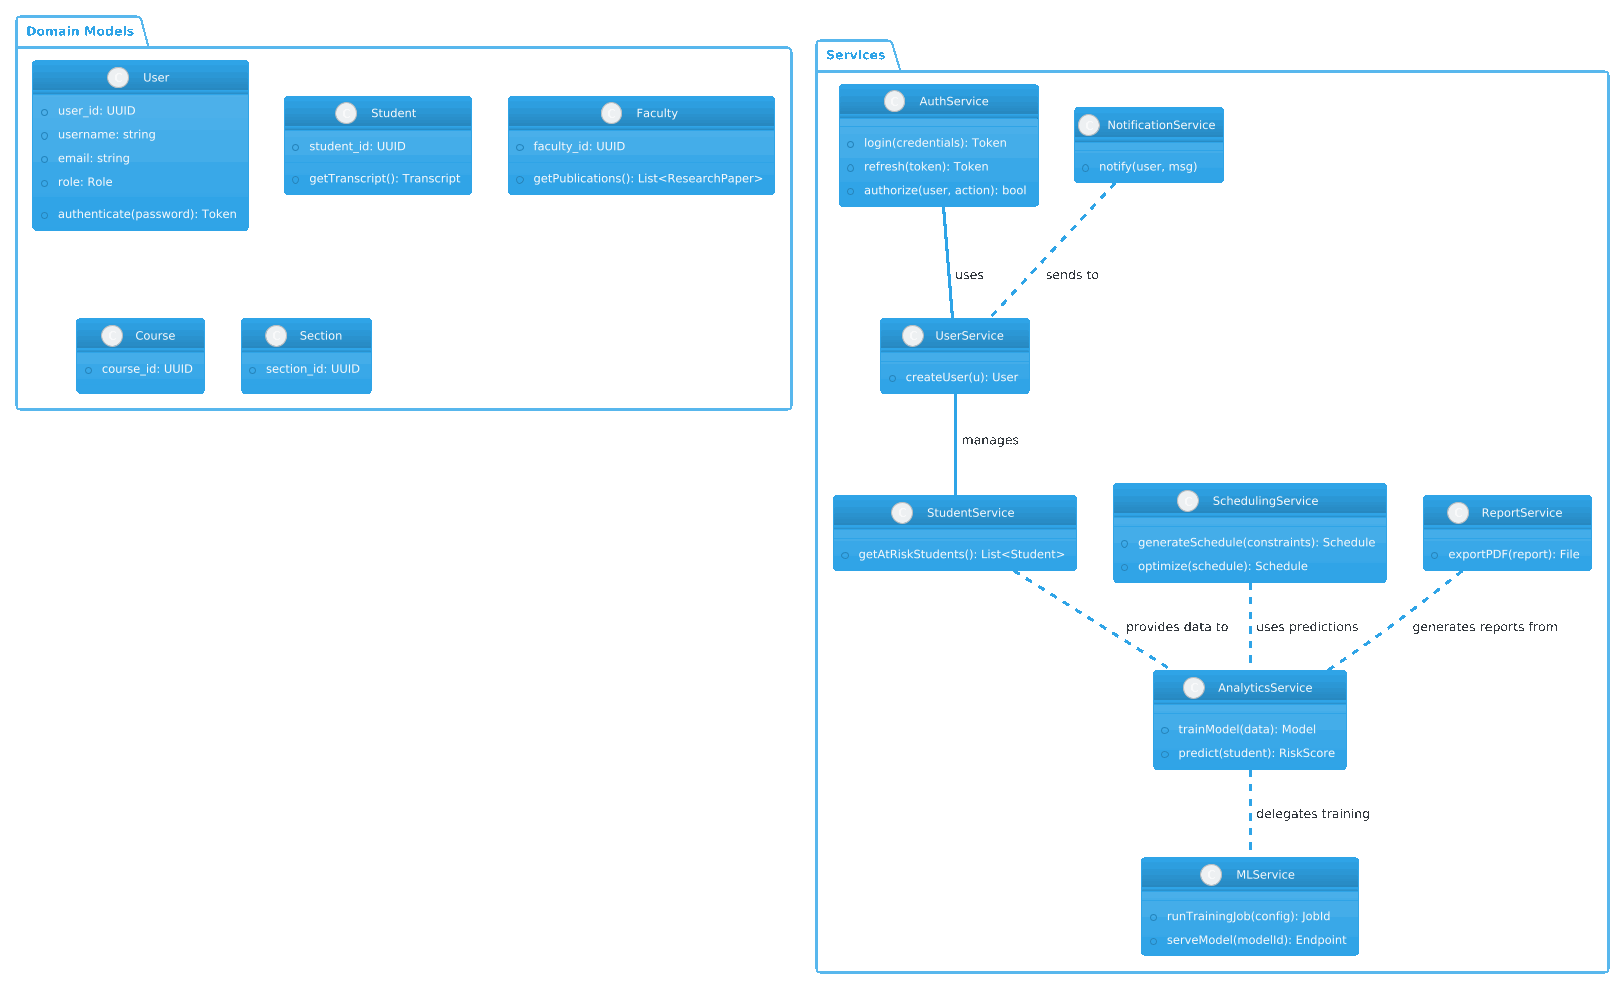 Domain Models
User
user_id: UUID
username: string
email: string
role: Role
authenticate(password): Token
Student
student_id: UUID
getTranscript(): Transcript
Faculty
faculty_id: UUID
getPublications(): List<ResearchPaper>
Course
course_id: UUID
Section
section_id: UUID
Services
AuthService
login(credentials): Token
refresh(token): Token
authorize(user, action): bool
NotificationService
notify(user, msg)
uses
sends to
UserService
createUser(u): User
manages
StudentService
getAtRiskStudents(): List<Student>
SchedulingService
generateSchedule(constraints): Schedule
optimize(schedule): Schedule
ReportService
exportPDF(report): File
provides data to
uses predictions
generates reports from
AnalyticsService
trainModel(data): Model
predict(student): RiskScore
delegates training
MLService
runTrainingJob(config): JobId
serveModel(modelId): Endpoint